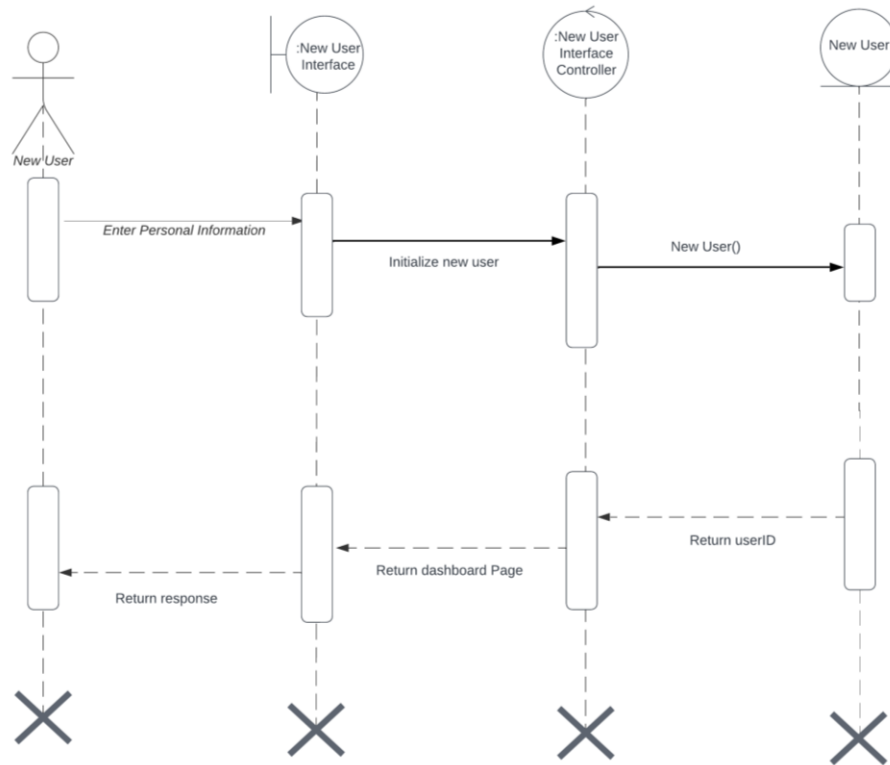 :New User
Interface
:New User
Interface
Controller
New User
New User
Enter Personal Information
Initialize new user
New User()
Return userID
Return dashboard Page
Return response